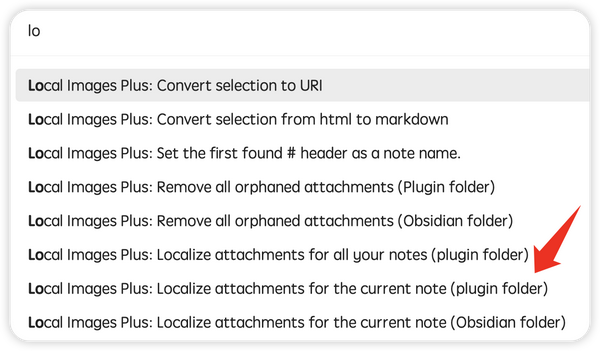 lo
Local Images Plus: Convert selection to URI
Local Images Plus: Convert selection from html to markdown
Local Images Plus: Set the first found # header as a note name.
Local Images Plus: Remove all orphaned attachments (Plugin folder)
Local Images Plus: Remove all orphaned attachments (Obsidian folder)
Local Images Plus: Localize attachments for all your notes (plugin folder)
Local Images Plus: Localize attachments for the current note (plugin folder)
Local Images Plus: Localize attachments for the current note (Obsidian folder)